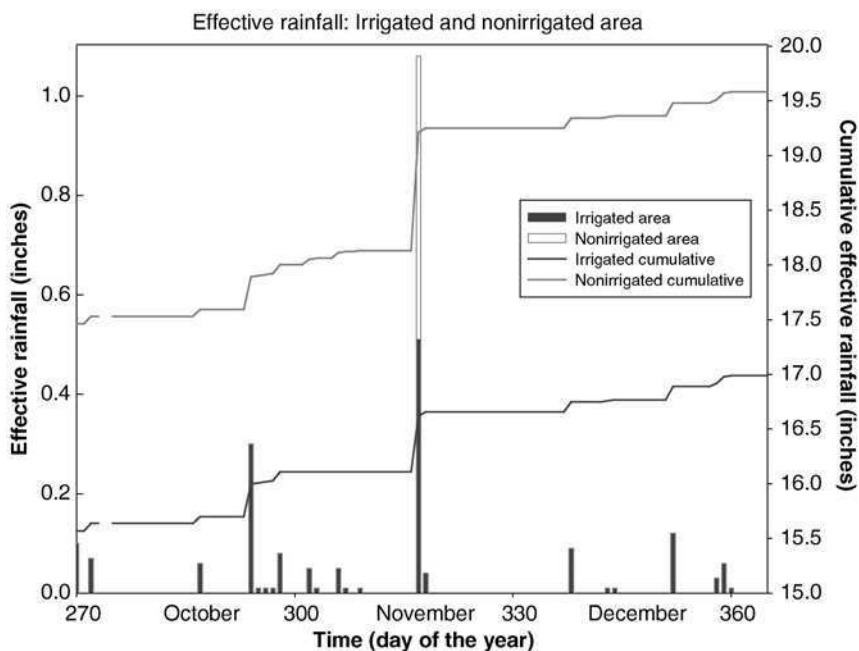 Effective rainfall: Irrigated and nonirrigated area
Effective rainfall (inches)
1.0
0.8
0.6
0.4
0.2
0.0
20.0
19.5
19.0
18.5
18.0
17.5
17.0
16.5
16.0
15.5
15.0
Cumulative effective
rainfall (inches)
Irrigated area
Nonirrigated area
Irrigated cumulative
Nonirrigated cumulative
270 October 300 November 330 December 360
Time (day of the year)